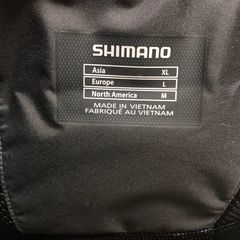 SHIMANO
Asia XL
Europe L
North America M
MADE IN VIETNAM
FABRIQUÉ AU VIETNAM